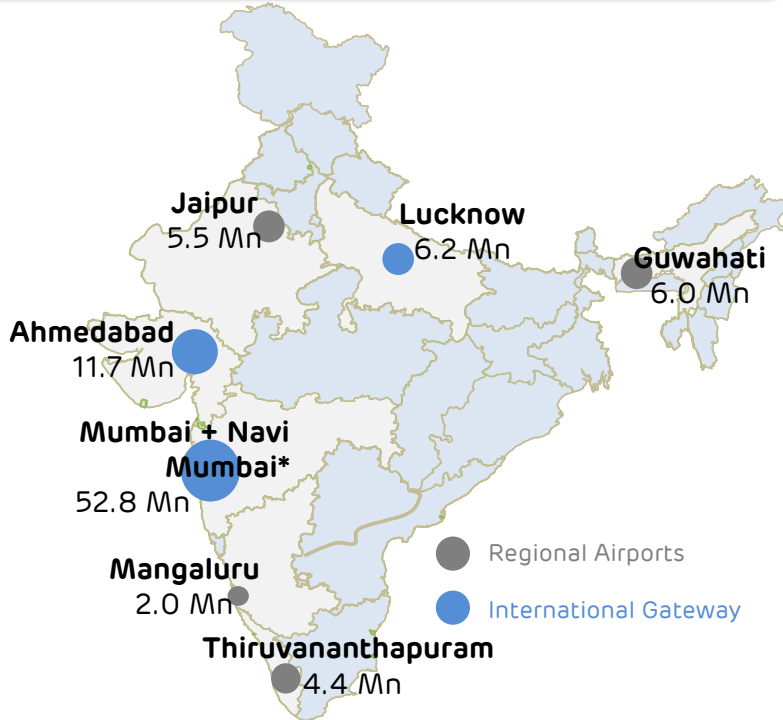 Jaipur
5.5 Mn
Lucknow
6.2 Mn
Guwahati
6.0 Mn
Ahmedabad
11.7 Mn
Mumbai + Navi
Mumbai*
52.8 Mn
Regional Airports
Mangaluru
2.0 Mn
International Gateway
Thiruvananthapuram
4.4 Mn